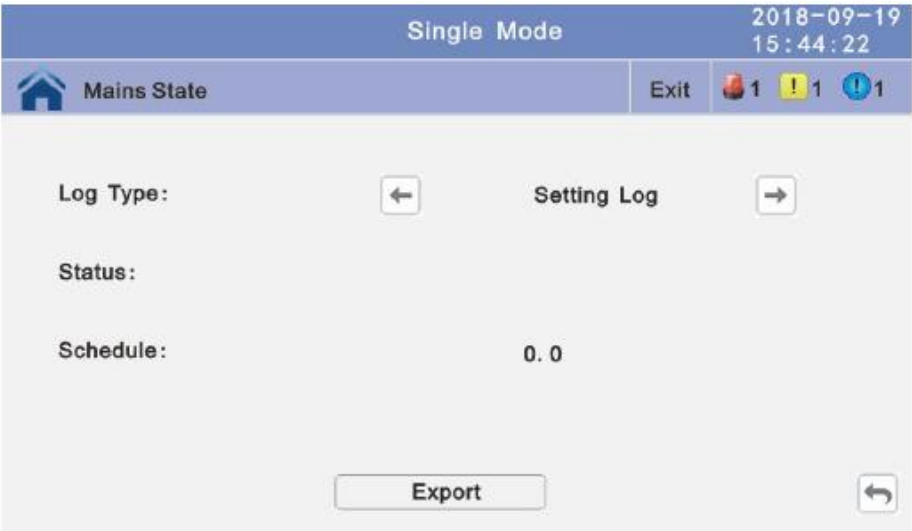 Single Mode
2018-09-19
15:44:22
Mains State
Exit
1
! 1
! 1
Log Type:
Setting Log
Status:
Schedule:
0.0
Export